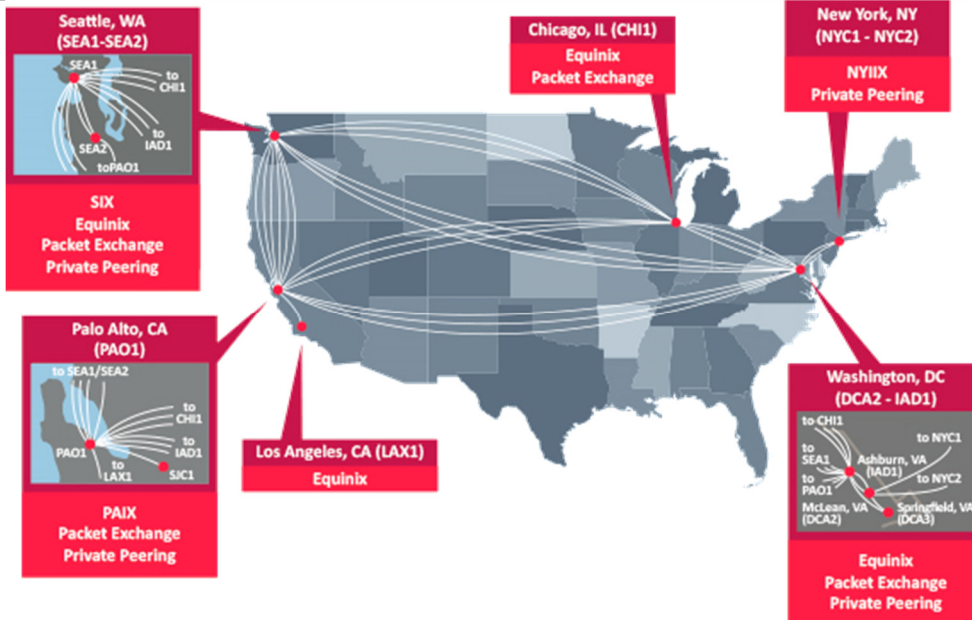 Seattle, WA
(SEA1-SEA2)
SEA1
to
CHI1
to
IAD1
SEA2
toPAO1
SIX
Equinix
Packet Exchange
Private Peering
Chicago, IL (CHI1)
Equinix
Packet Exchange
New York, NY
(NYC1 - NYC2)
NYIIX
Private Peering
Palo Alto, CA
(PAO1)
to SEA1/SEA2
to
CHI1
to
IAD1
PAO1
to
LAX1
SJC1
PAIX
Packet Exchange
Private Peering
Los Angeles, CA (LAX1)
Equinix
Washington, DC
(DCA2 - IAD1)
to CHI1
to NYC1
to
SEA1
Ashburn, VA
(IAD1)
to
PAO1
to NYC2
McLean, VA
(DCA2)
Springfield, VA
(DCA3)
Equinix
Packet Exchange
Private Peering